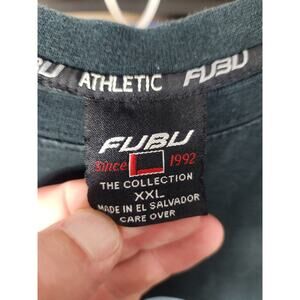 FUBU ATHLETIC FUBU
FUBU
Since 1992
THE COLLECTION
XXL
MADE IN EL SALVADOR
CARE OVER